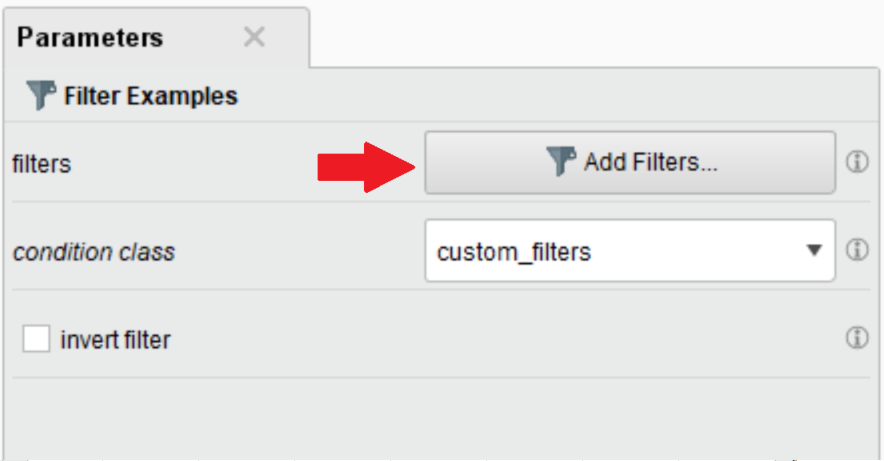 Parameters
Filter Examples
filters
Add Filters...
condition class
custom_filters
invert filter